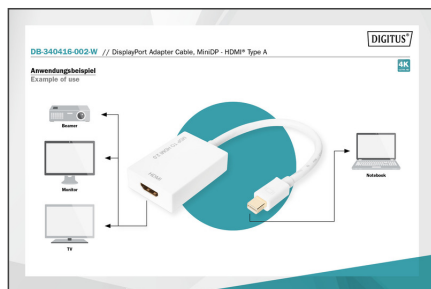 DIGITUS®
DB-340416-002-W // DisplayPort Adapter Cable, MiniDP - HDMI® Type A
4K
Anwendungsbeispiel
Example of use
Beamer
Monitor
TV
HDMI
Notebook